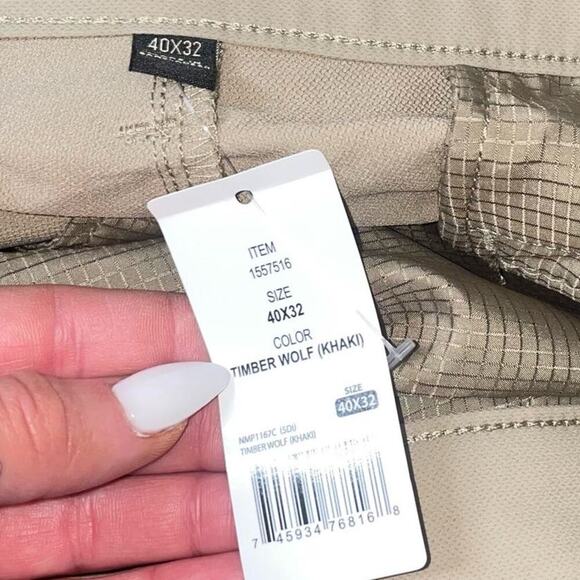 40X32
ITEM
1557516
SIZE
40X32
COLOR
TIMBER WOLF (KHAKI)
SIZE
40X32
NMP1167C (5DI)
TIMBER WOLF (KHAKI)
7 45934 76816 8